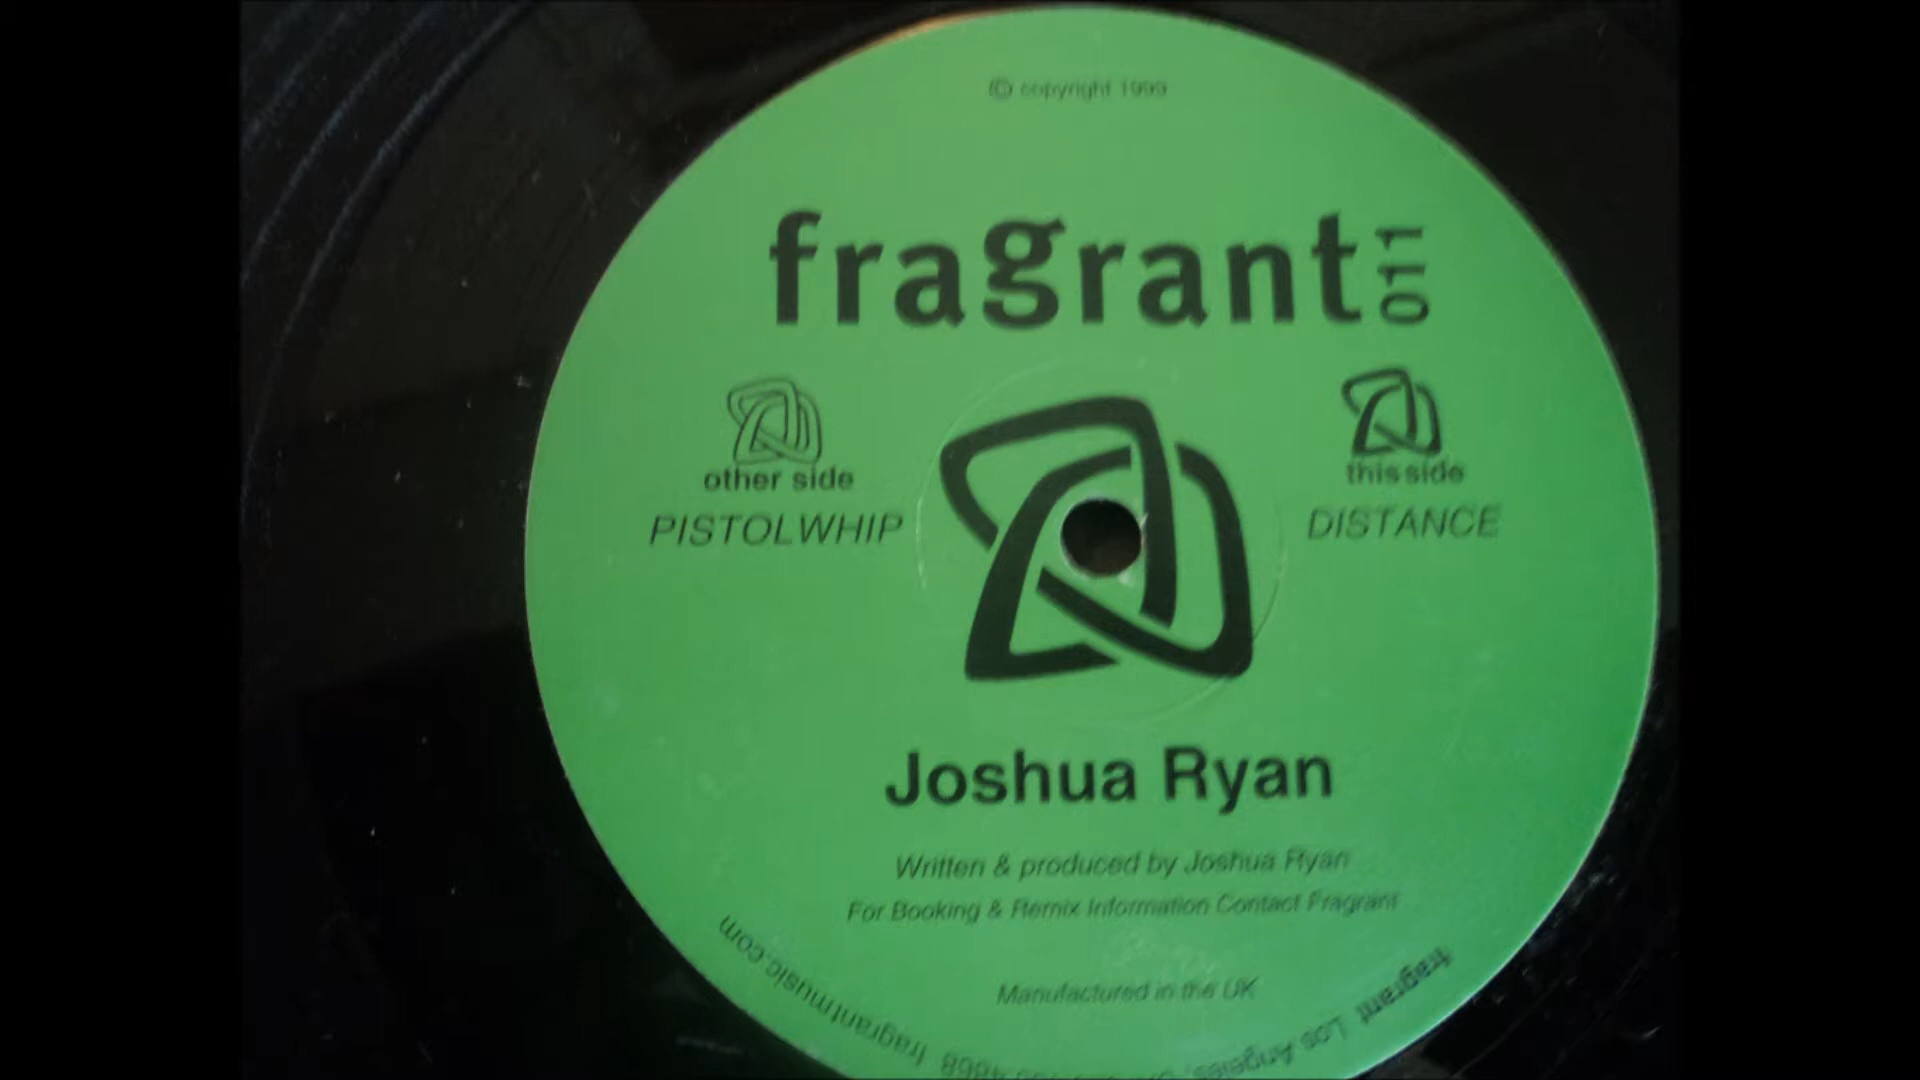 © copyright 1999
fragrant 011
other side
PISTOLWHIP
this side
DISTANCE
Joshua Ryan
Written & produced by Joshua Ryan
For Booking & Remix Information Contact Fragrant
Manufactured in the UK
fragrant Los Angeles, 4868 fragrantmusic.com